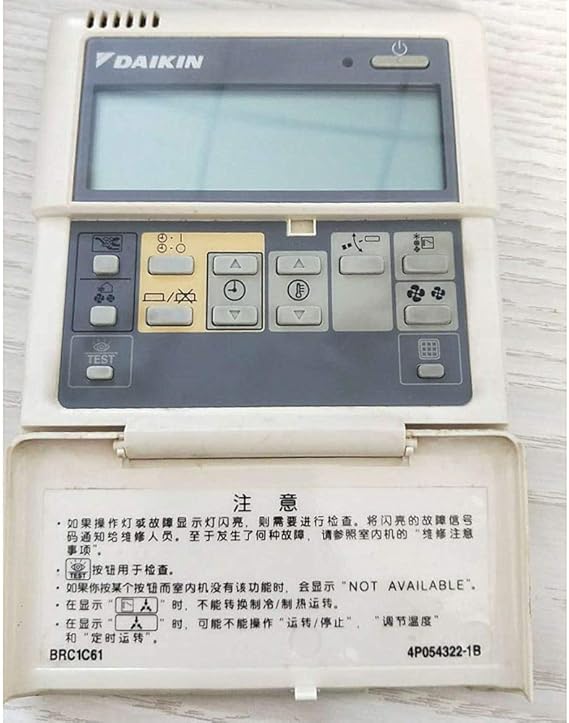 DAIKIN
TEST
注意
· 如果操作灯或故障显示灯闪亮，则需要进行检查。将闪亮的故障信号
码通知给维修人员。至于发生了何种故障，请参照室内机的“维修注意
事项”。
· TEST 按钮用于检查。
· 如果你按某个按钮而室内机没有该功能时，会显示“NOT AVAILABLE”。
· 在显示“ ”时，不能转换制冷/制热运转。
· 在显示“ ”时，可能不能操作“运转/停止”，“调节温度”
和“定时运转”。
BRC1C61 4P054322-1B